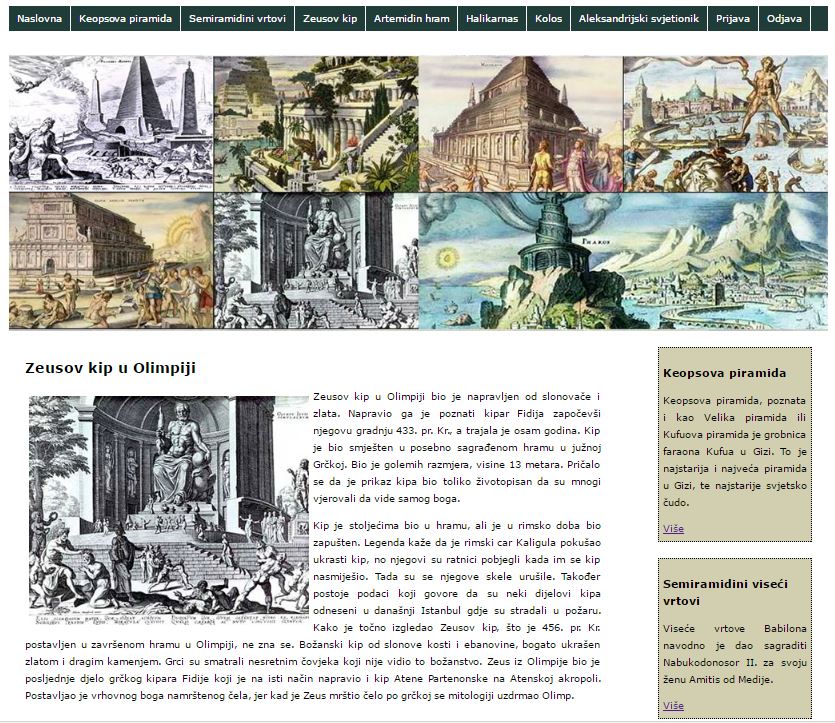 Naslovna Keopsova piramida Semiramidini vrtovi Zeusov kip Artemidin hram Halikarnas Kolos Aleksandrijski svjetionik Prijava Odjava
PHAROS
Zeusov kip u Olimpiji
Zeusov kip u Olimpiji bio je napravljen od slonovače i
zlata. Napravio ga je poznati kipar Fidija započevši
njegovu gradnju 433. pr. Kr., a trajala je osam godina. Kip
je bio smješten u posebno sagrađenom hramu u južnoj
Grčkoj. Bio je golemih razmjera, visine 13 metara. Pričalo
se da je prikaz kipa bio toliko životopisan da su mnogi
vjerovali da vide samog boga.
Kip je stoljećima bio u hramu, ali je u rimsko doba bio
zapušten. Legenda kaže da je rimski car Kaligula pokušao
ukrasti kip, no njegovi su ratnici pobjegli kada im se kip
nasmiješio. Tada su se njegove skele urušile. Također
postoje podaci koji govore da su neki dijelovi kipa
odneseni u današnji Istanbul gdje su stradali u požaru.
Kako je točno izgledao Zeusov kip, što je 456. pr. Kr.
postavljen u završenom hramu u Olimpiji, ne zna se. Božanski kip od slonove kosti i ebanovine, bogato ukrašen
zlatom i dragim kamenjem. Grci su smatrali nesretnim čovjeka koji nije vidio to božanstvo. Zeus iz Olimpije bio je
posljednje djelo grčkog kipara Fidije koji je na isti način napravio i kip Atene Partenonske na Atenskoj akropoli.
Postavljao je vrhovnog boga namrštenog čela, jer kad je Zeus mrštio čelo po grčkoj se mitologiji uzdrmao Olimp.
Keopsova piramida
Keopsova piramida, poznata
i kao Velika piramida ili
Kufuova piramida je grobnica
faraona Kufua u Gizi. To je
najstarija i najveća piramida
u Gizi, te najstarije svjetsko
čudo.
Više
Semiramidini viseći
vrtovi
Viseće vrtove Babilona
navodno je dao sagraditi
Nabukodonosor II. za svoju
ženu Amitis od Medije.
Više